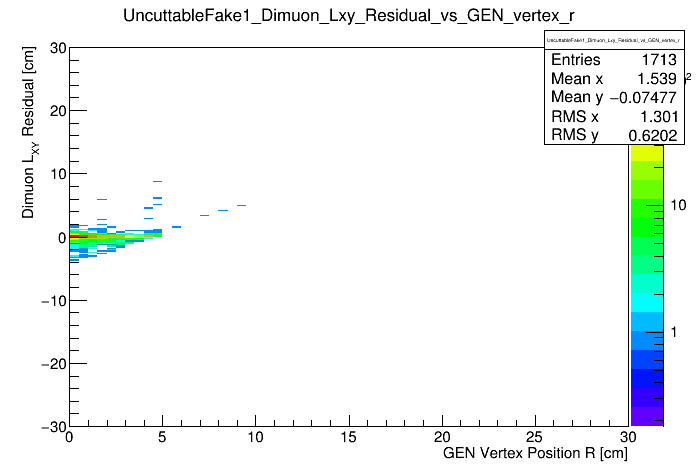 UncuttableFake1_Dimuon_Lxy_Residual_vs_GEN_vertex_r
UncuttableFake1_Dimuon_Lxy_Residual_vs_GEN_vertex_r
Entries 1713
Mean x 1.539
Mean y −0.07477
RMS x 1.301
RMS y 0.6202
Dimuon L_XY Residual [cm]
30
20
10
0
−10
−20
−30
0 5 10 15 20 25 30
GEN Vertex Position R [cm]
2
10
1